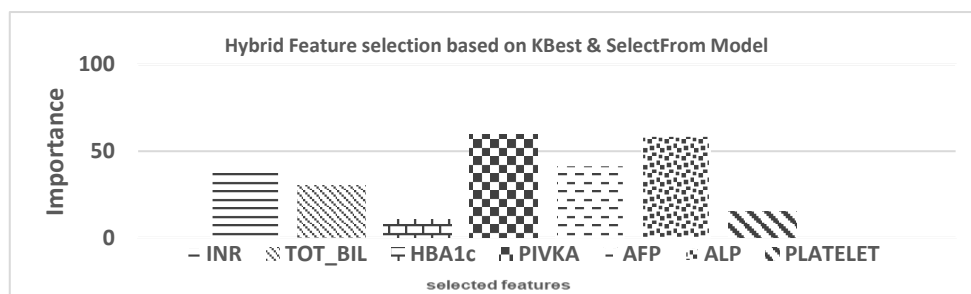 Hybrid Feature selection based on KBest & SelectFrom Model
100
50
0
Importance
INR TOT_BIL HBA1c PIVKA AFP ALP PLATELET
selected features